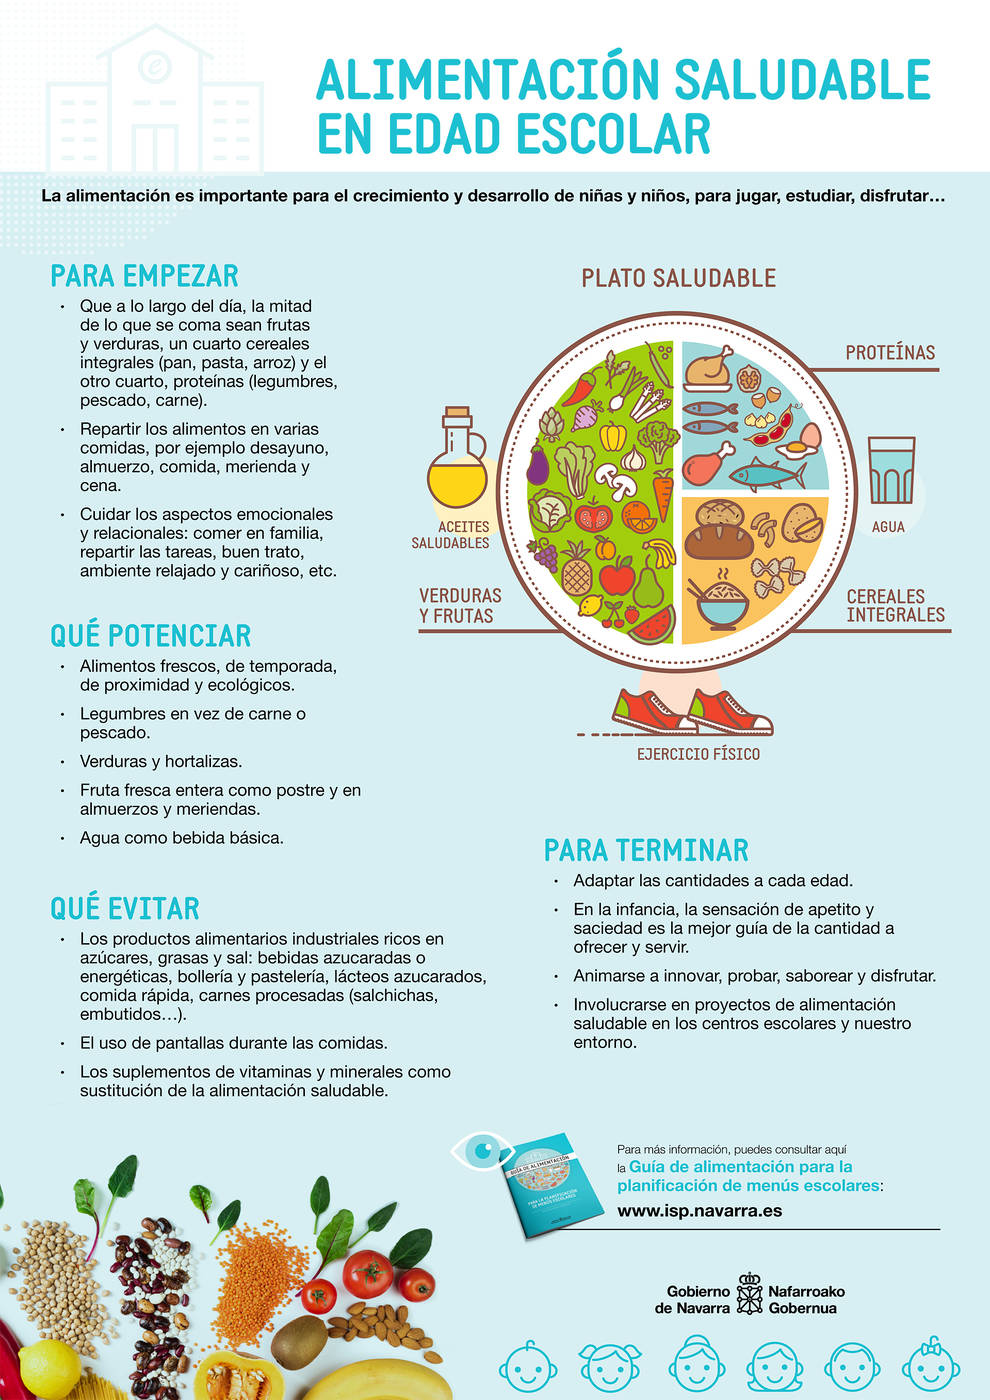 ALIMENTACIÓN SALUDABLE
EN EDAD ESCOLAR
La alimentación es importante para el crecimiento y desarrollo de niñas y niños, para jugar, estudiar, disfrutar…
PARA EMPEZAR
· Que a lo largo del día, la mitad
de lo que se coma sean frutas
y verduras, un cuarto cereales
integrales (pan, pasta, arroz) y el
otro cuarto, proteínas (legumbres,
pescado, carne).
· Repartir los alimentos en varias
comidas, por ejemplo desayuno,
almuerzo, comida, merienda y
cena.
· Cuidar los aspectos emocionales
y relacionales: comer en familia,
repartir las tareas, buen trato,
ambiente relajado y cariñoso, etc.
QUÉ POTENCIAR
· Alimentos frescos, de temporada,
de proximidad y ecológicos.
· Legumbres en vez de carne o
pescado.
· Verduras y hortalizas.
· Fruta fresca entera como postre y en
almuerzos y meriendas.
· Agua como bebida básica.
QUÉ EVITAR
· Los productos alimentarios industriales ricos en
azúcares, grasas y sal: bebidas azucaradas o
energéticas, bollería y pastelería, lácteos azucarados,
comida rápida, carnes procesadas (salchichas,
embutidos…).
· El uso de pantallas durante las comidas.
· Los suplementos de vitaminas y minerales como
sustitución de la alimentación saludable.
PLATO SALUDABLE
PROTEÍNAS
ACEITES
SALUDABLES
AGUA
VERDURAS
Y FRUTAS
CEREALES
INTEGRALES
EJERCICIO FÍSICO
PARA TERMINAR
· Adaptar las cantidades a cada edad.
· En la infancia, la sensación de apetito y
saciedad es la mejor guía de la cantidad a
ofrecer y servir.
· Animarse a innovar, probar, saborear y disfrutar.
· Involucrarse en proyectos de alimentación
saludable en los centros escolares y nuestro
entorno.
GUÍA DE ALIMENTACIÓN
PARA LA PLANIFICACIÓN
DE MENÚS ESCOLARES
Para más información, puedes consultar aquí
la Guía de alimentación para la
planificación de menús escolares:
www.isp.navarra.es
Gobierno
de Navarra
Nafarroako
Gobernua